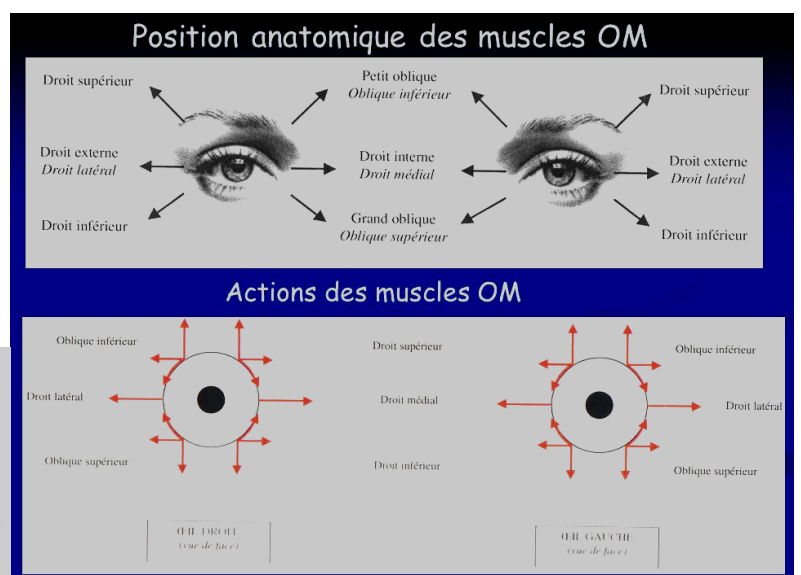 Position anatomique des muscles OM
Droit supérieur
Petit oblique
Oblique inférieur
Droit supérieur
Droit externe
Droit latéral
Droit interne
Droit médial
Droit externe
Droit latéral
Droit inférieur
Grand oblique
Oblique supérieur
Droit inférieur
Actions des muscles OM
Oblique inférieur
Droit supérieur
Oblique inférieur
Droit latéral
Droit médial
Droit latéral
Oblique supérieur
Droit inférieur
Oblique supérieur
ŒIL DROIT
(vue de face)
ŒIL GAUCHE
(vue de face)